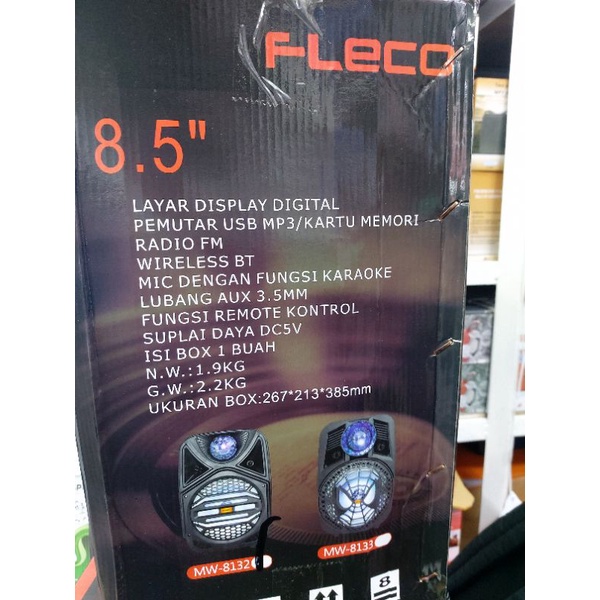 FLECO
8.5"
LAYAR DISPLAY DIGITAL
PEMUTAR USB MP3/KARTU MEMORI
RADIO FM
WIRELESS BT
MIC DENGAN FUNGSI KARAOKE
LUBANG AUX 3.5MM
FUNGSI REMOTE KONTROL
SUPLAI DAYA DC5V
ISI BOX 1 BUAH
N.W.:1.9KG
G.W.:2.2KG
UKURAN BOX:267*213*385mm
MW-8132
MW-8133
8